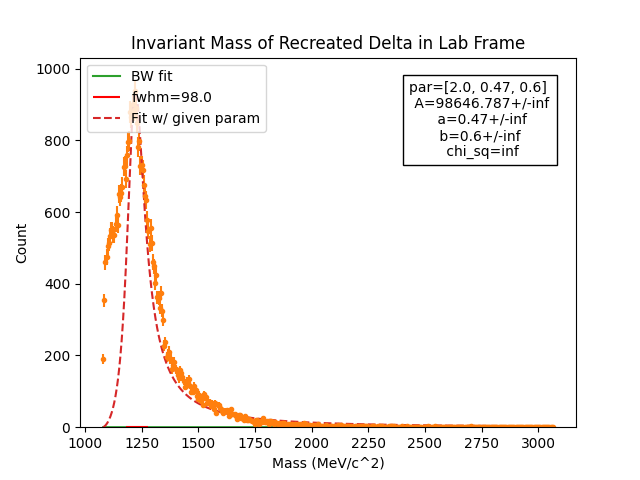 Invariant Mass of Recreated Delta in Lab Frame
BW fit
fwhm=98.0
Fit w/ given param
par=[2.0, 0.47, 0.6]
A=98646.787+/-inf
a=0.47+/-inf
b=0.6+/-inf
chi_sq=inf
Count
1000
800
600
400
200
0
1000
1250
1500
1750
2000
2250
2500
2750
3000
Mass (MeV/c^2)